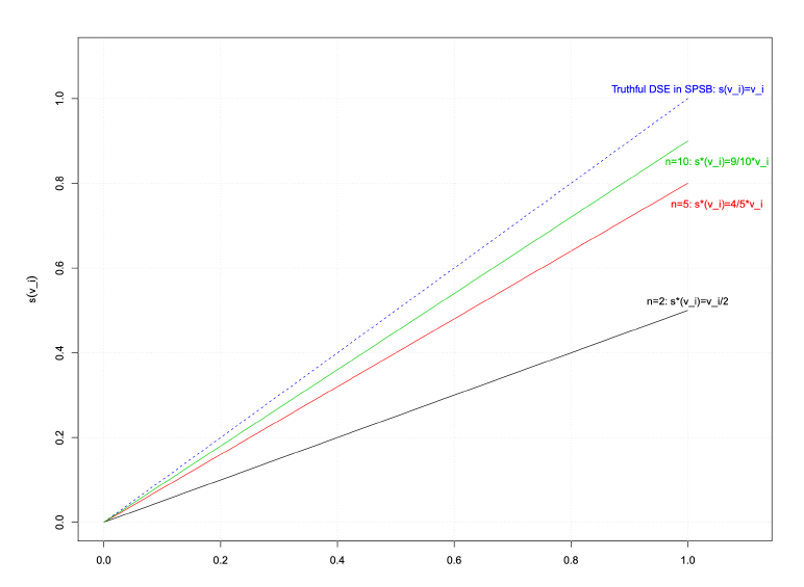 1.0
0.8
0.6
0.4
0.2
0.0
s(v_i)
Truthful DSE in SPSB: s(v_i)=v_i
n=10: s*(v_i)=9/10*v_i
n=5: s*(v_i)=4/5*v_i
n=2: s*(v_i)=v_i/2
0.0 0.2 0.4 0.6 0.8 1.0